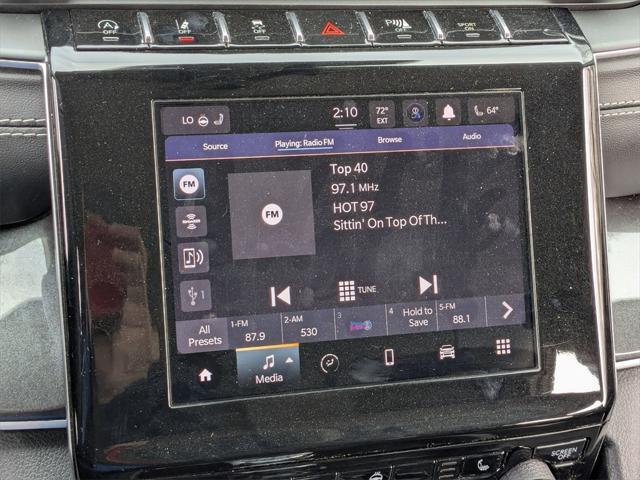 OFF
OFF
OFF
P
OFF
SPORT
ON
LO
2:10
72°
EXT
64°
Source
Playing: Radio FM
Browse
Audio
FM
FM
Top 40
97.1 MHz
HOT 97
Sittin' On Top Of Th...
1
TUNE
All
Presets
1-FM
87.9
2-AM
530
3
4
Hold to
Save
5-FM
88.1
Media
SCREEN
OFF